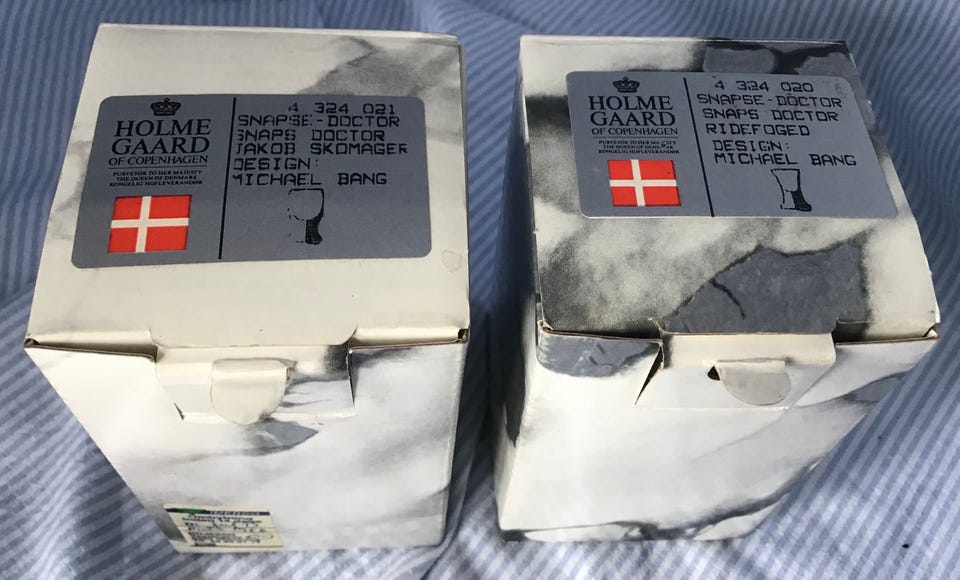 HOLME
GAARD
OF COPENHAGEN
PURVEYOR TO HER MAJESTY
THE QUEEN OF DENMARK
KONGELIG HOFLEVERANDØR
4 324 021
SNAPSE-DOCTOR
SNAPS DOCTOR
JAKOB SKOMAGER
DESIGN:
MICHAEL BANG
HOLME
GAARD
OF COPENHAGEN
PURVEYOR TO HER MAJESTY
THE QUEEN OF DENMARK
KONGELIG HOFLEVERANDØR
4 324 020
SNAPSE-DOCTOR
SNAPS DOCTOR
RIDEFOGED
DESIGN:
MICHAEL BANG